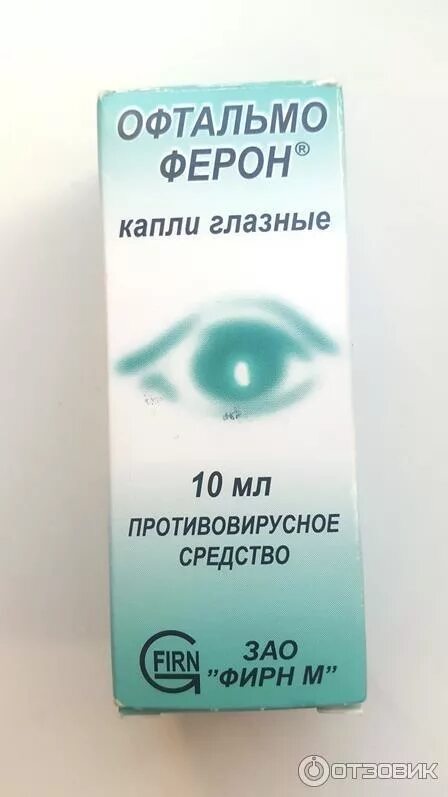 ОФТАЛЬМО
ФЕРОН®
капли глазные
10 мл
ПРОТИВОВИРУСНОЕ
СРЕДСТВО
FIRN
ЗАО
"ФИРН М"
ОТЗОВИК